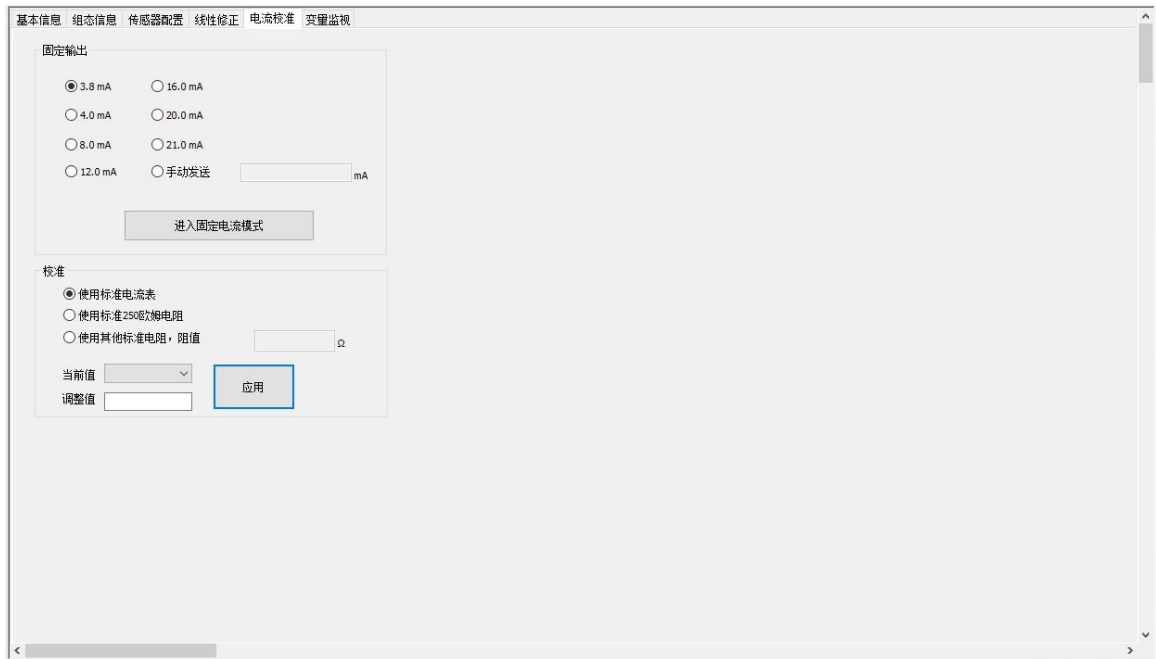 基本信息 组态信息 传感器配置 线性修正 电流校准 变量监视
固定输出
3.8 mA 16.0 mA
4.0 mA 20.0 mA
8.0 mA 21.0 mA
12.0 mA 手动发送 mA
进入固定电流模式
校准
使用标准电流表
使用标准250欧姆电阻
使用其他标准电阻，阻值 Ω
当前值
应用
调整值